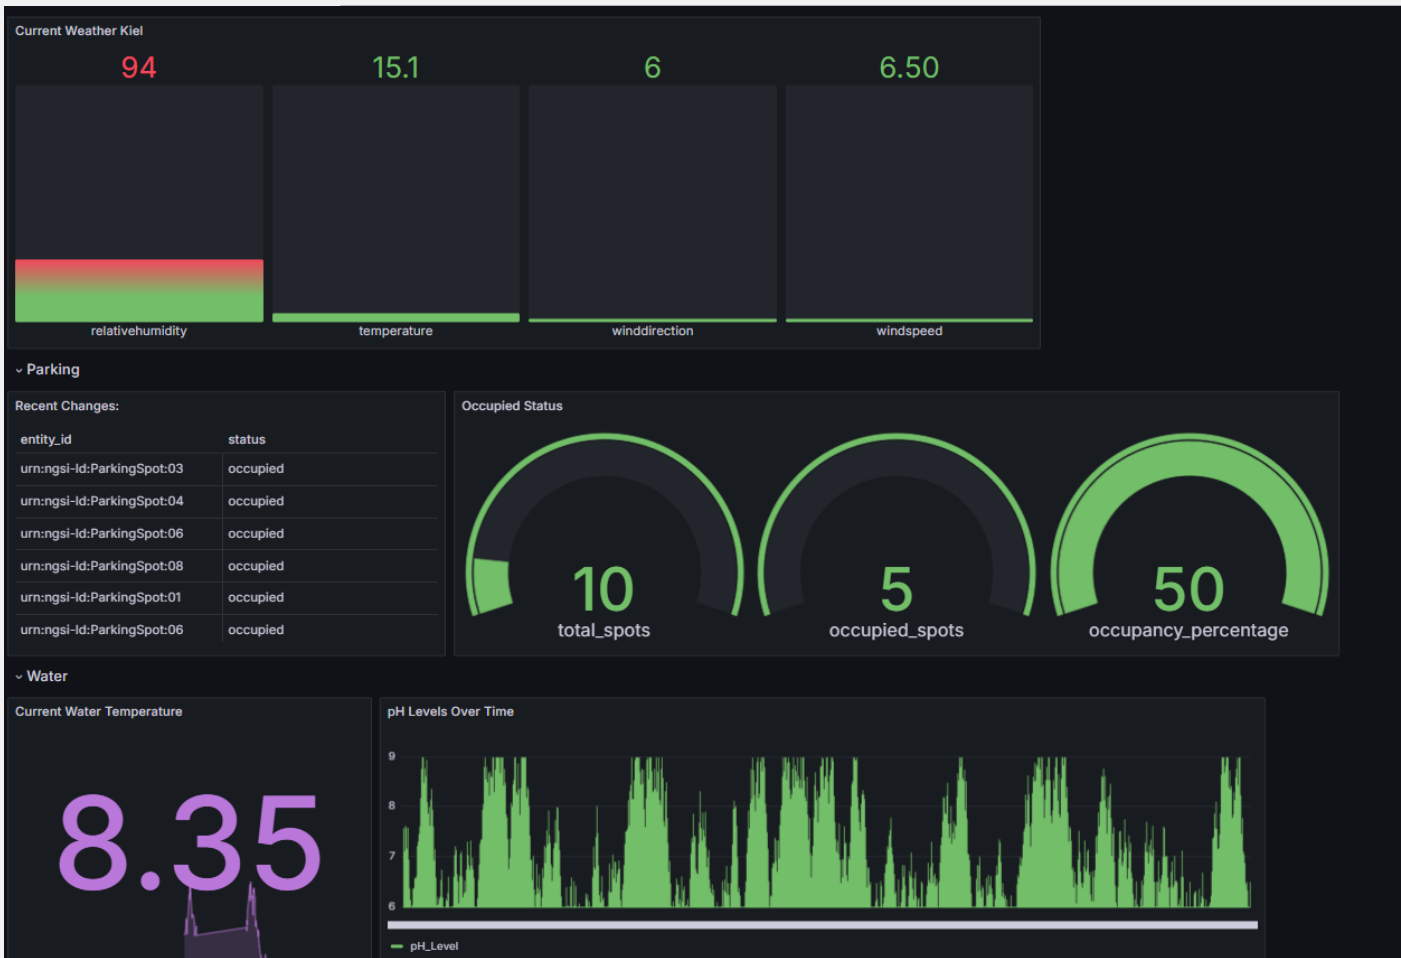 Current Weather Kiel
94 15.1 6 6.50
relativehumidity temperature winddirection windspeed
Parking
Recent Changes:
entity_id status
urn:ngsi-ld:ParkingSpot:03 occupied
urn:ngsi-ld:ParkingSpot:04 occupied
urn:ngsi-ld:ParkingSpot:06 occupied
urn:ngsi-ld:ParkingSpot:08 occupied
urn:ngsi-ld:ParkingSpot:01 occupied
urn:ngsi-ld:ParkingSpot:06 occupied
Occupied Status
10 5 50
total_spots occupied_spots occupancy_percentage
Water
Current Water Temperature
8.35
pH Levels Over Time
9
8
7
6
pH_Level